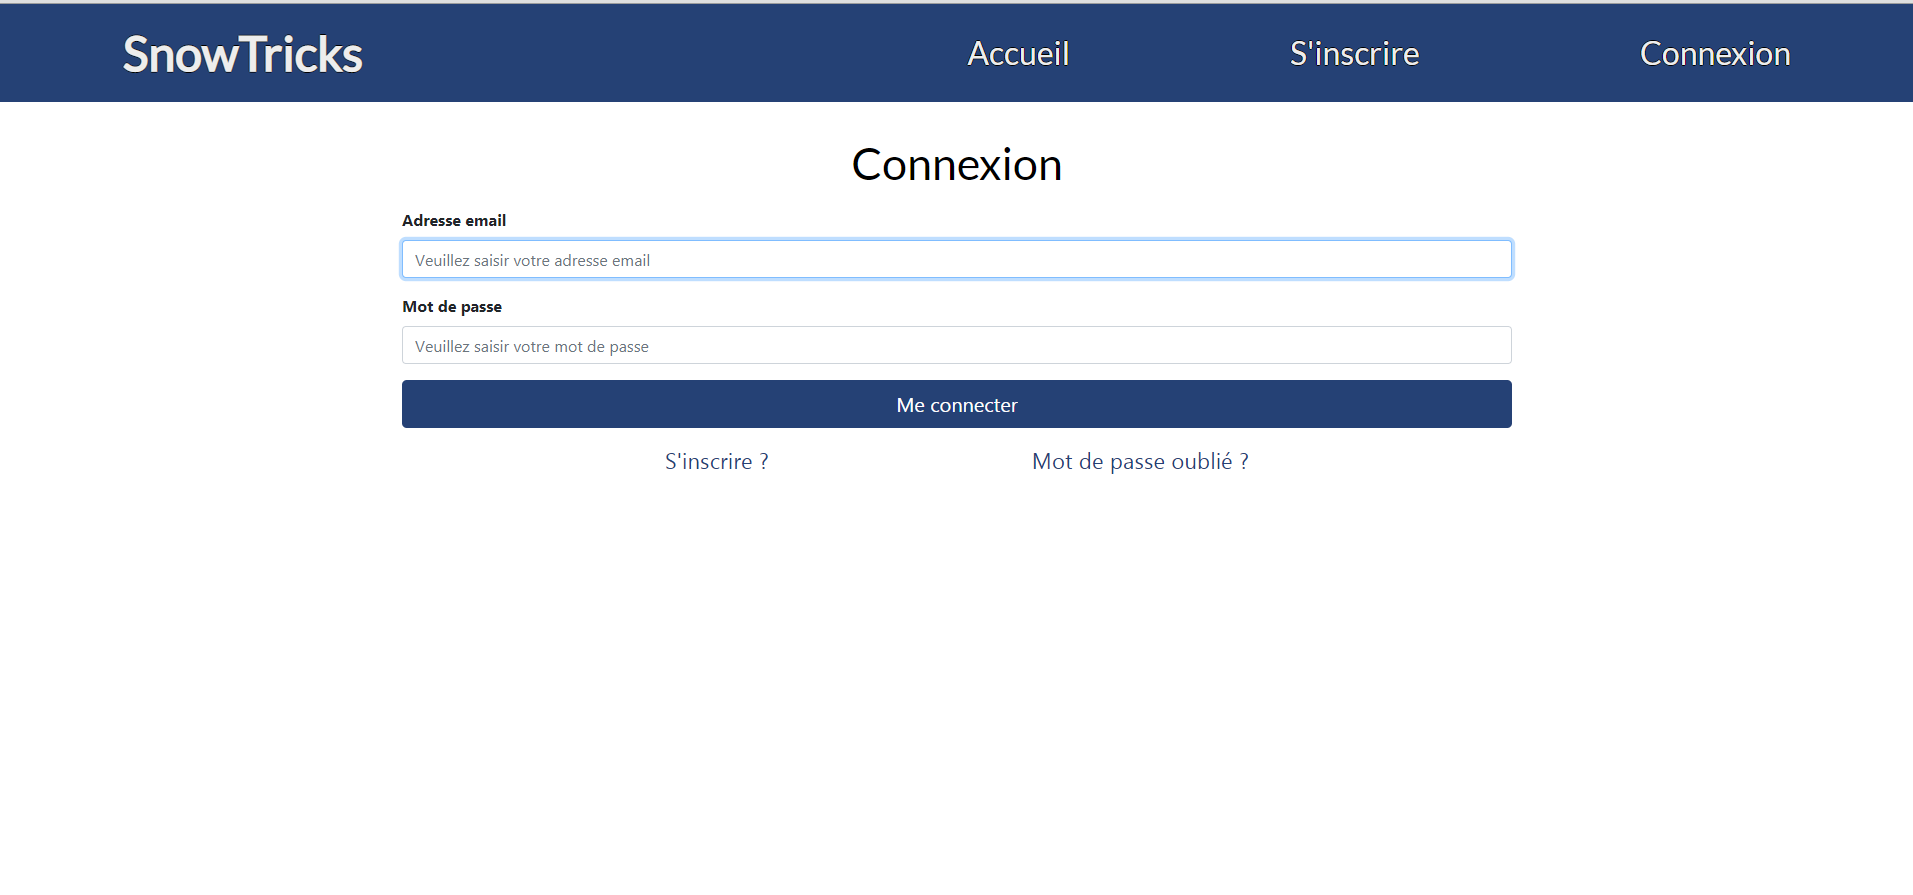 SnowTricks Accueil S'inscrire Connexion
Connexion
Adresse email
Veuillez saisir votre adresse email
Mot de passe
Veuillez saisir votre mot de passe
Me connecter
S'inscrire ? Mot de passe oublié ?